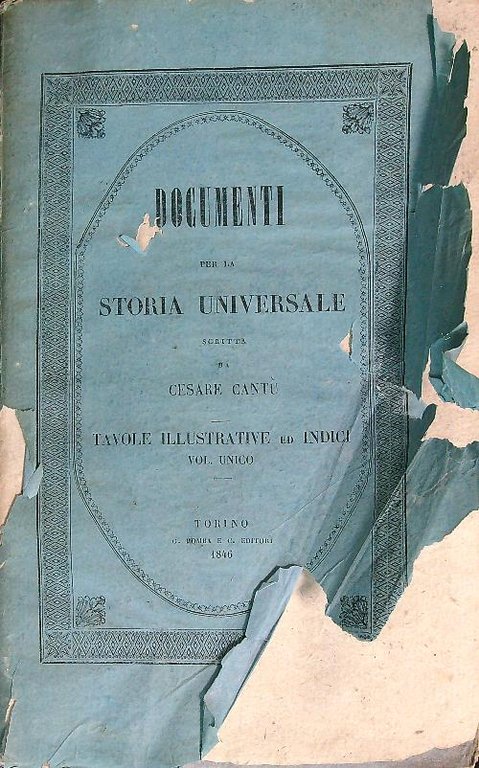 DOCUMENTI
PER LA
STORIA UNIVERSALE
SCRITTA
DA
CESARE CANTÙ
TAVOLE ILLUSTRATIVE ED INDICI
VOL. UNICO
TORINO
G. POMBA E C. EDITORI
1846